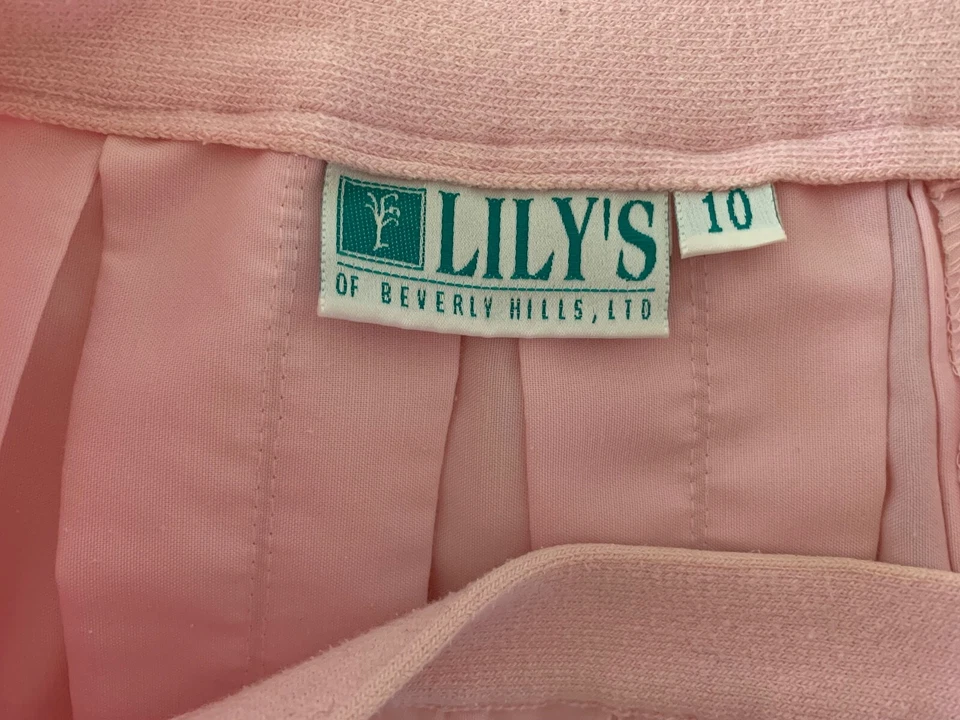 LILY'S
OF BEVERLY HILLS, LTD
10